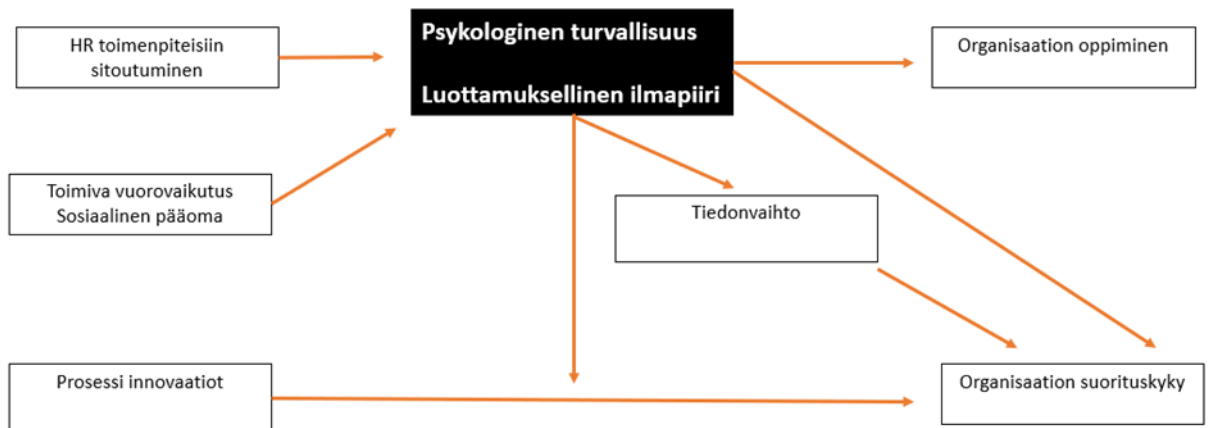 HR toimenpiteisiin
sitoutuminen
Psykologinen turvallisuus
Luottamuksellinen ilmapiiri
Organisaation oppiminen
Toimiva vuorovaikutus
Sosiaalinen pääoma
Tiedonvaihto
Prosessi innovaatiot
Organisaation suorituskyky